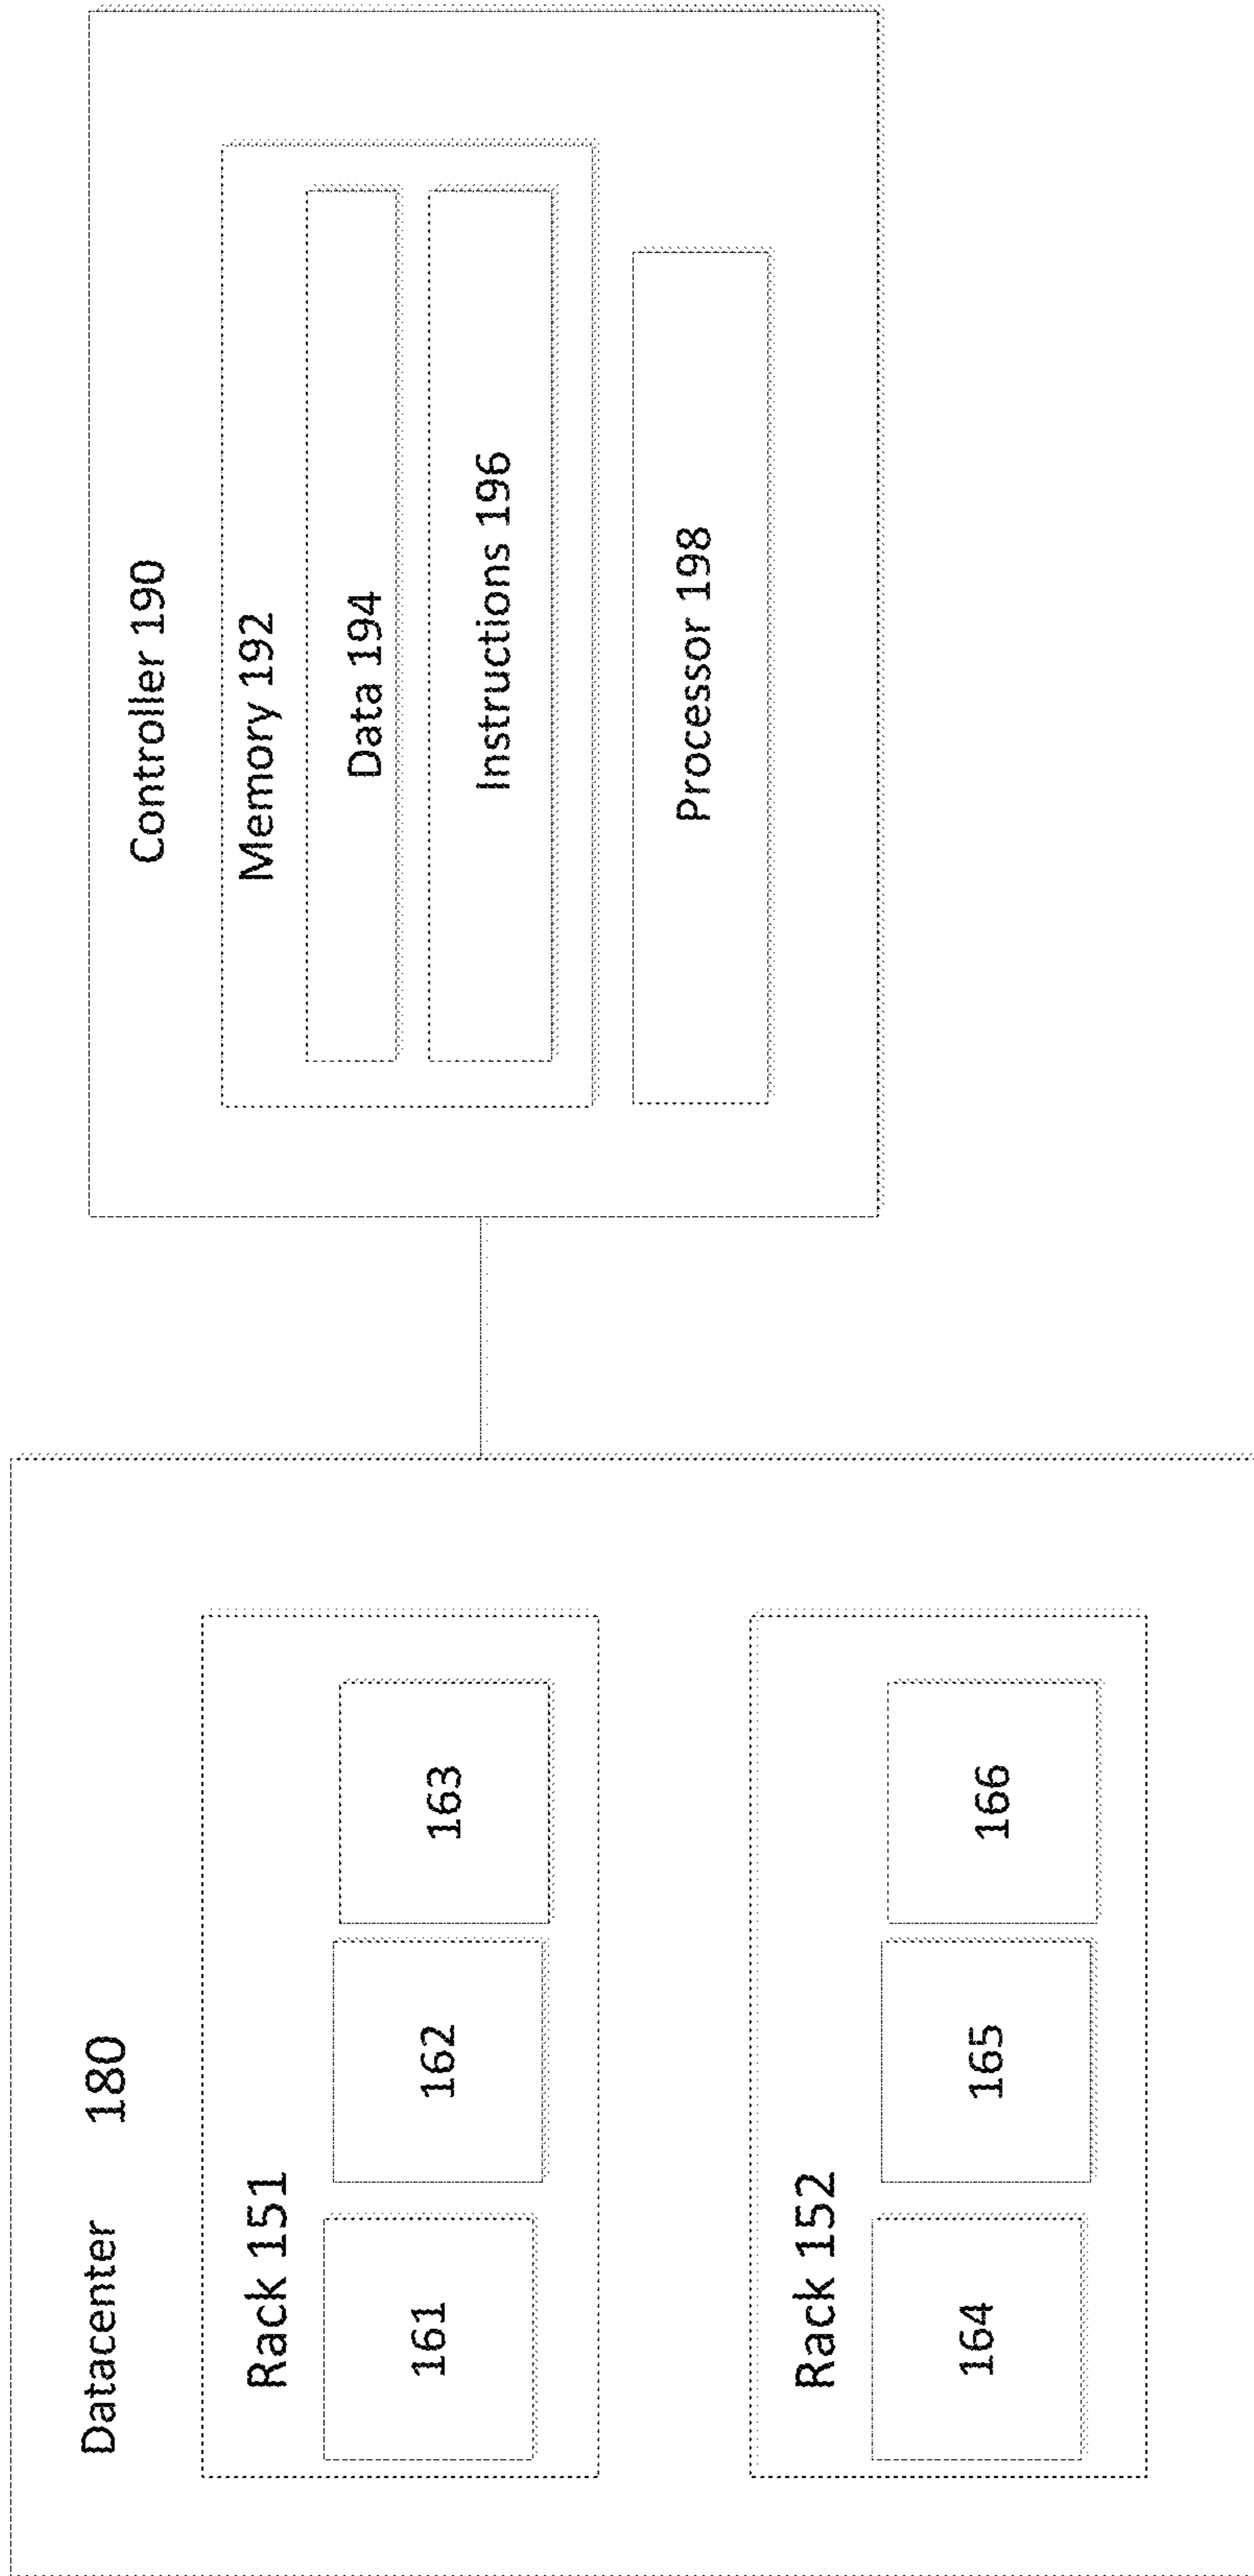 Datacenter 180
Rack 151
161 162 163
Rack 152
164 165 166
Controller 190
Memory 192
Data 194
Instructions 196
Processor 198